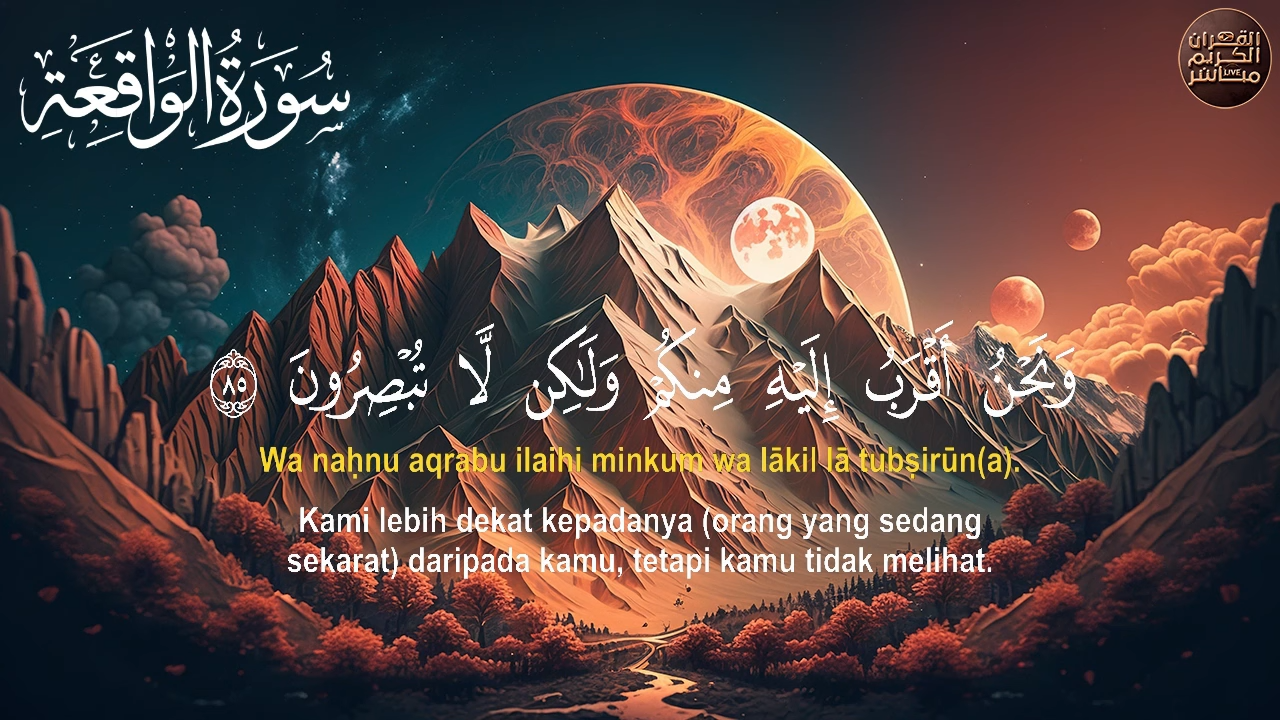 سُورَةُ الْوَاقِعَةِ
القرآن
الكريم
LIVE
مباشر
وَنَحْنُ أَقْرَبُ إِلَيْهِ مِنكُمْ وَلَٰكِن لَّا تُبْصِرُونَ ۝٨٥
Wa naḥnu aqrabu ilaihi minkum wa lākil lā tubṣirūn(a).
Kami lebih dekat kepadanya (orang yang sedang
sekarat) daripada kamu, tetapi kamu tidak melihat.